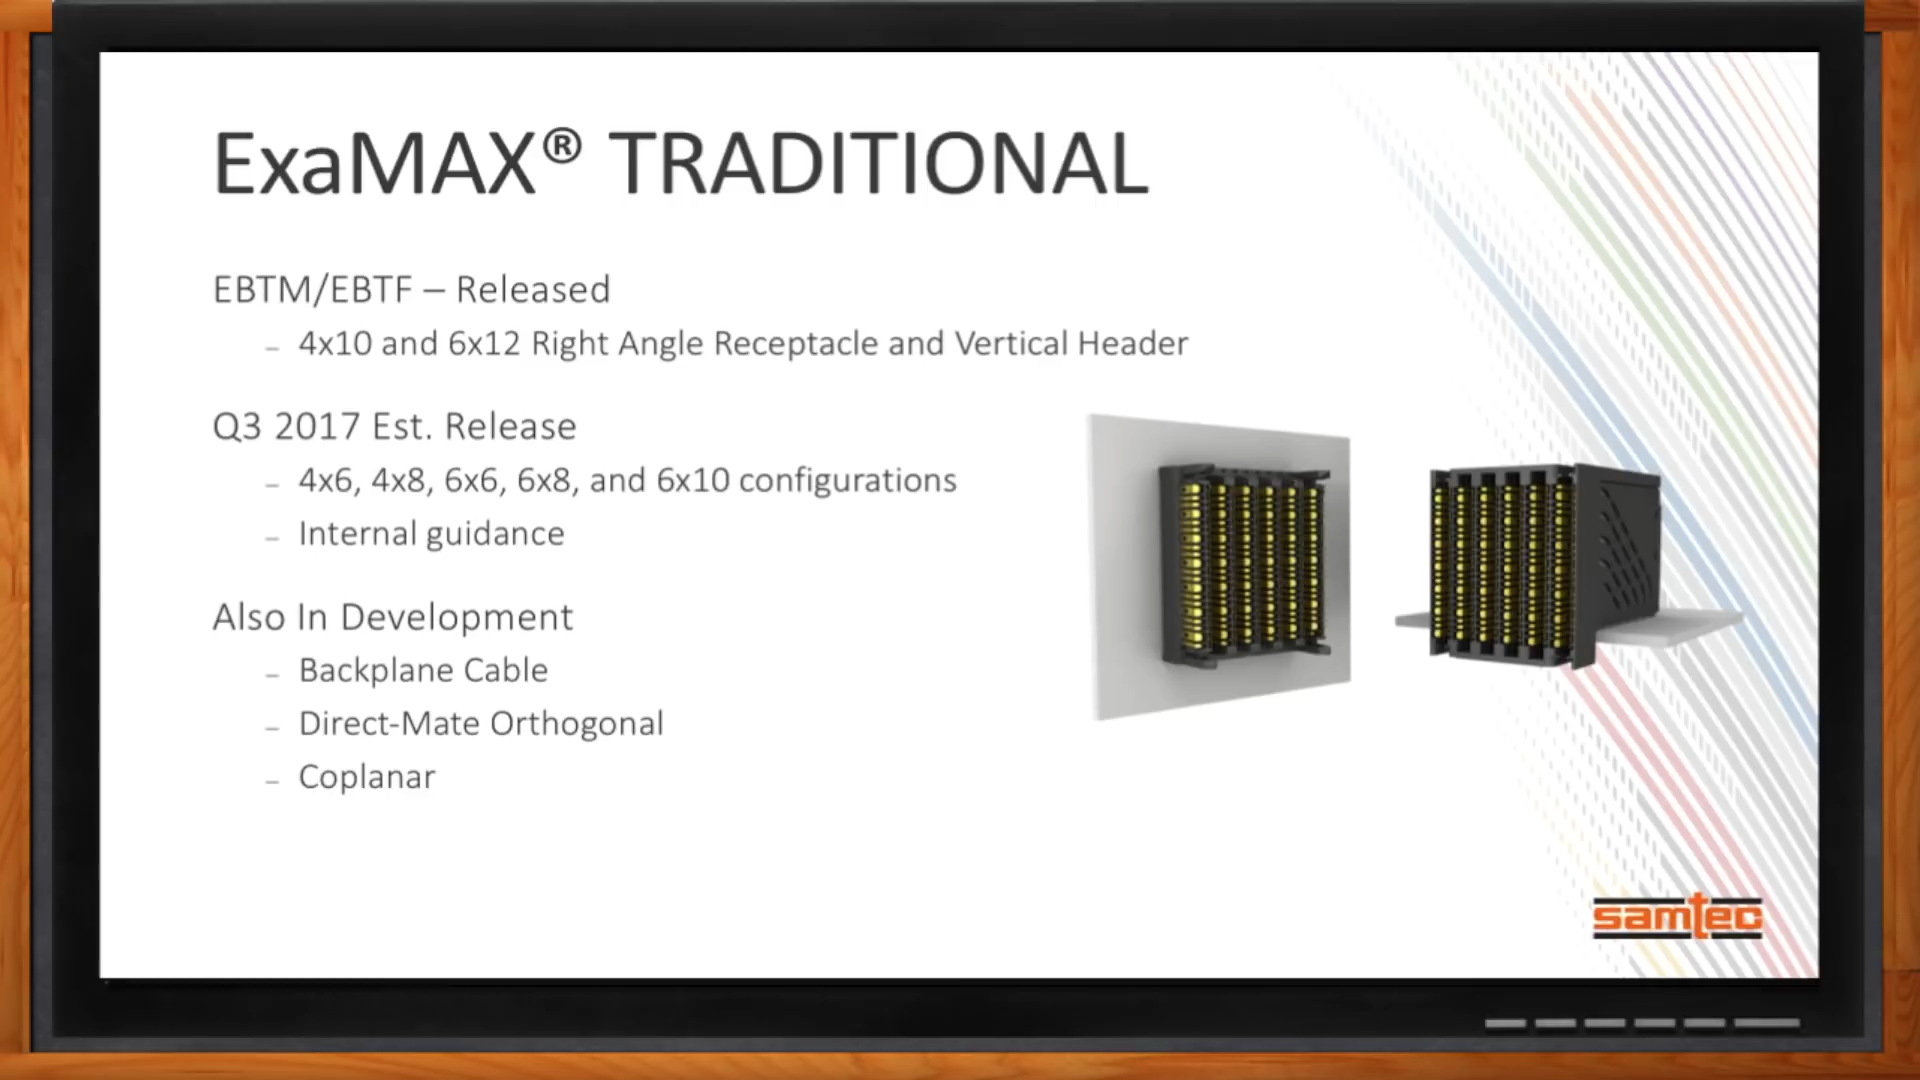 ExaMAX® TRADITIONAL
EBTM/EBTF – Released
– 4x10 and 6x12 Right Angle Receptacle and Vertical Header
Q3 2017 Est. Release
– 4x6, 4x8, 6x6, 6x8, and 6x10 configurations
– Internal guidance
Also In Development
– Backplane Cable
– Direct-Mate Orthogonal
– Coplanar
samtec